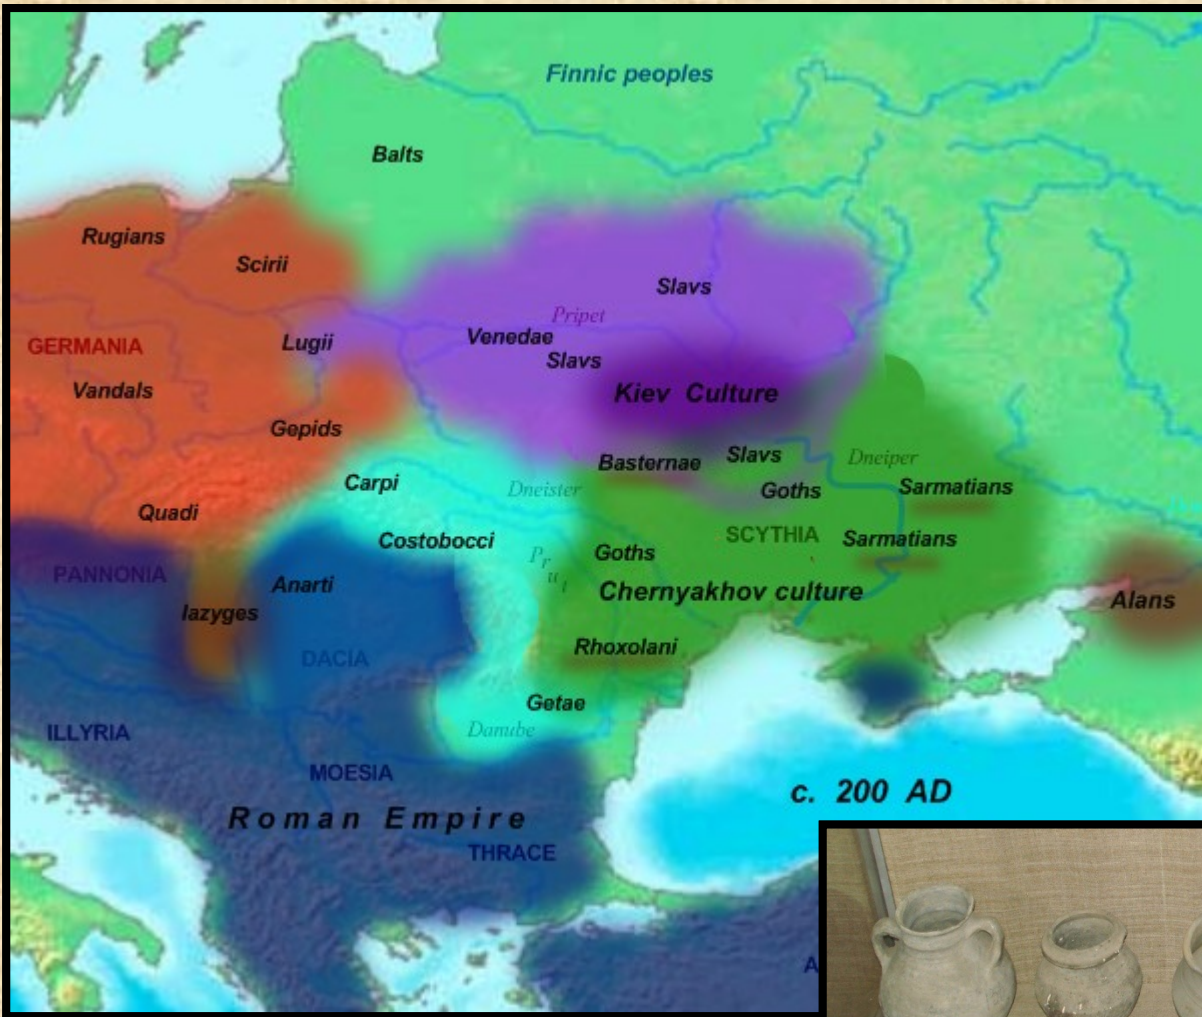 Finnic peoples
Balts
Rugians
Scirii
Slavs
Pripet
Venedae
Lugii
GERMANIA
Slavs
Vandals
Kiev Culture
Gepids
Basternae
Slavs
Dneiper
Carpi
Dneister
Goths
Sarmatians
Quadi
Costobocci
SCYTHIA
Sarmatians
Goths
Prut
PANNONIA
Anarti
Chernyakhov culture
Alans
Iazyges
Rhoxolani
DACIA
Getae
Danube
ILLYRIA
MOESIA
c. 200 AD
Roman Empire
THRACE
A